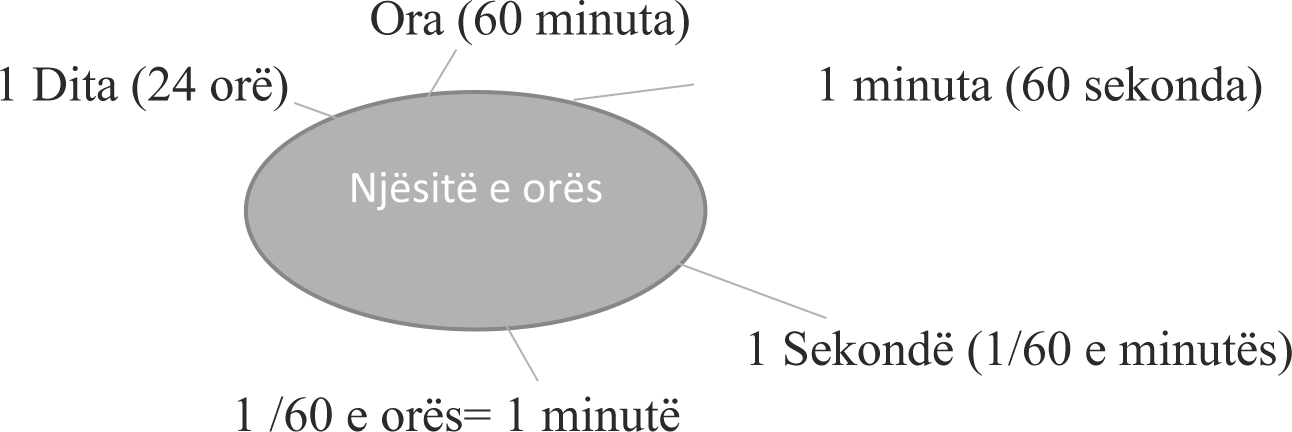 Ora (60 minuta)
1 Dita (24 orë)
1 minuta (60 sekonda)
Njësitë e orës
1 Sekondë (1/60 e minutës)
1 /60 e orës= 1 minutë